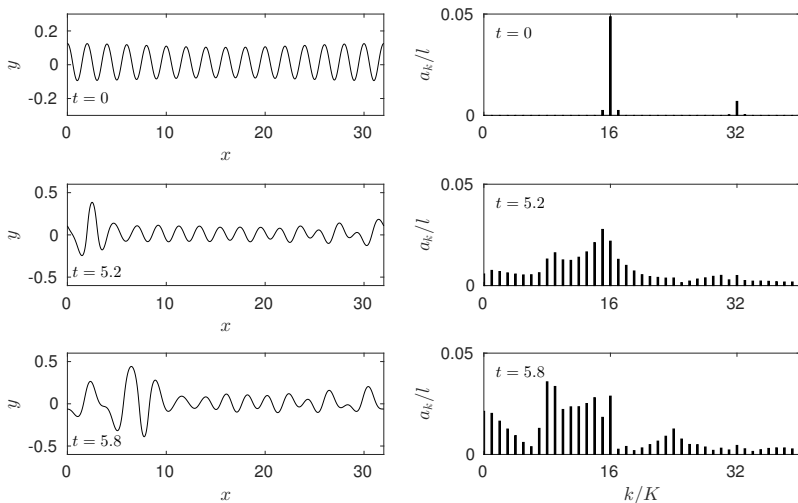 0.2
0
-0.2
y
t = 0
0
10
20
30
x
0.05
0
a_k/l
t = 0
0
16
32
0.5
0
-0.5
y
t = 5.2
0
10
20
30
x
0.05
0
a_k/l
t = 5.2
0
16
32
0.5
0
-0.5
y
t = 5.8
0
10
20
30
x
0.05
0
a_k/l
t = 5.8
0
16
32
k/K